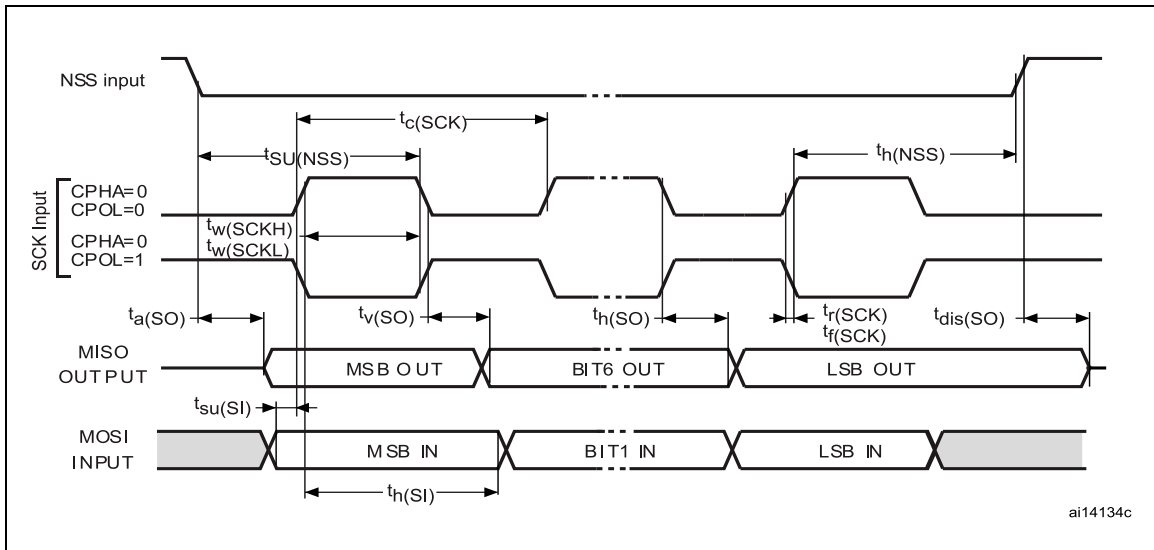 NSS input
tc(SCK)
tSU(NSS)
th(NSS)
SCK Input
CPHA=0
CPOL=0
tw(SCKH)
CPHA=0
tw(SCKL)
CPOL=1
ta(SO)
tv(SO)
th(SO)
tr(SCK)
tf(SCK)
tdis(SO)
MISO
OUTPUT
MSB OUT
BIT6 OUT
LSB OUT
tsu(SI)
MOSI
INPUT
MSB IN
BIT1 IN
LSB IN
th(SI)
ai14134c